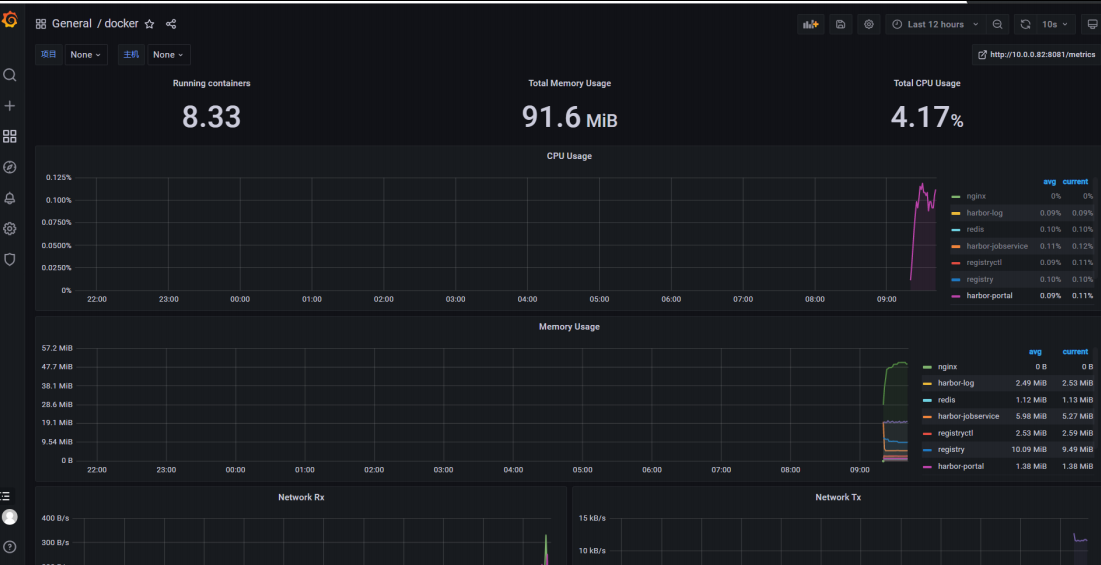 General / docker
Last 12 hours
10s
项目 None 主机 None
http://10.0.0.82:8081/metrics
Running containers
8.33
Total Memory Usage
91.6 MiB
Total CPU Usage
4.17%
CPU Usage
0.125%
0.100%
0.0750%
0.0500%
0.0250%
0%
22:00 23:00 00:00 01:00 02:00 03:00 04:00 05:00 06:00 07:00 08:00 09:00
avg current
nginx 0% 0%
harbor-log 0.09% 0.09%
redis 0.10% 0.10%
harbor-jobservice 0.11% 0.12%
registryctl 0.09% 0.11%
registry 0.10% 0.10%
harbor-portal 0.09% 0.11%
Memory Usage
57.2 MiB
47.7 MiB
38.1 MiB
28.6 MiB
19.1 MiB
9.54 MiB
0 B
22:00 23:00 00:00 01:00 02:00 03:00 04:00 05:00 06:00 07:00 08:00 09:00
avg current
nginx 0 B 0 B
harbor-log 2.49 MiB 2.53 MiB
redis 1.12 MiB 1.13 MiB
harbor-jobservice 5.98 MiB 5.27 MiB
registryctl 2.53 MiB 2.59 MiB
registry 10.09 MiB 9.49 MiB
harbor-portal 1.38 MiB 1.38 MiB
Network Rx
400 B/s
300 B/s
Network Tx
15 kB/s
10 kB/s